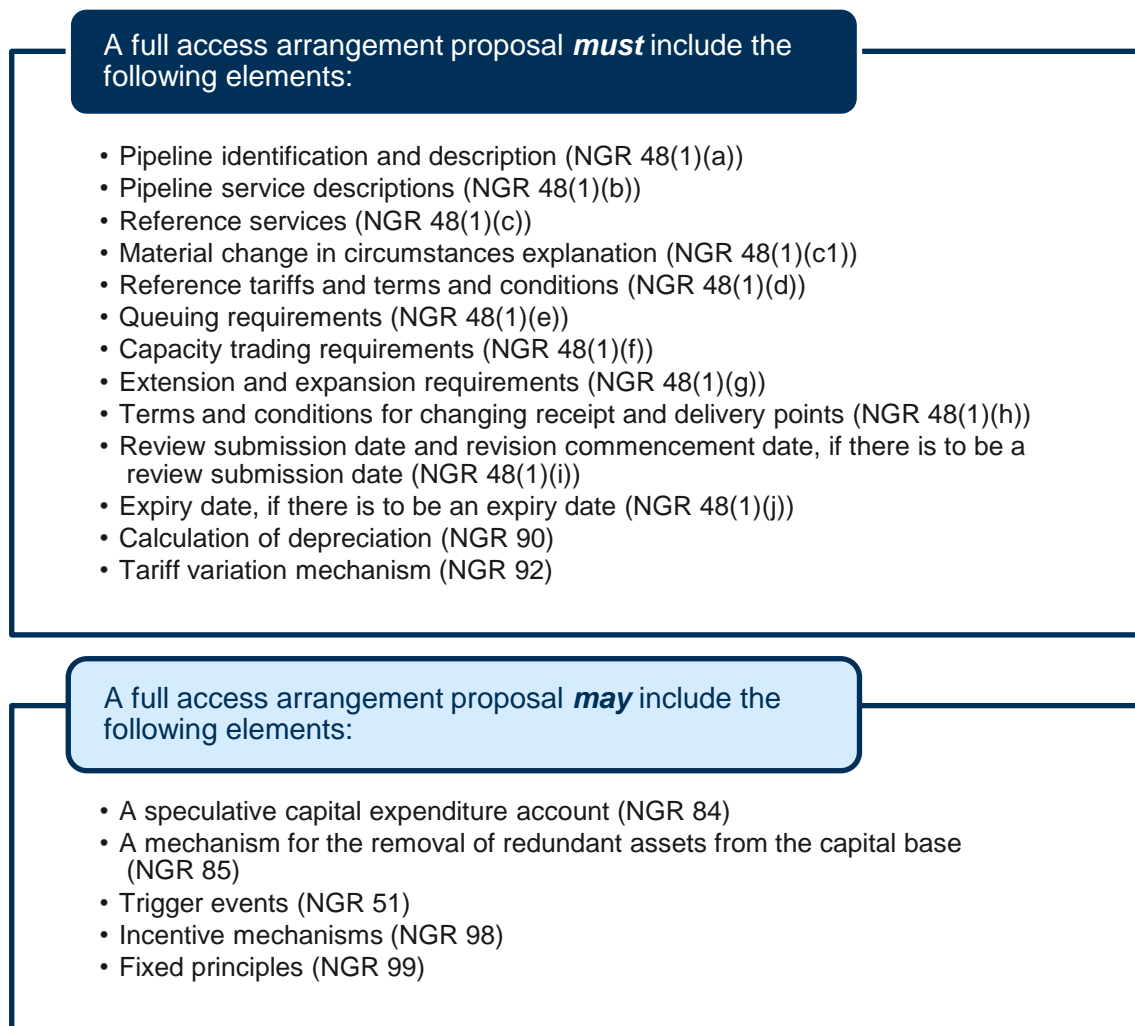 A full access arrangement proposal must include the
following elements:
• Pipeline identification and description (NGR 48(1)(a))
• Pipeline service descriptions (NGR 48(1)(b))
• Reference services (NGR 48(1)(c))
• Material change in circumstances explanation (NGR 48(1)(c1))
• Reference tariffs and terms and conditions (NGR 48(1)(d))
• Queuing requirements (NGR 48(1)(e))
• Capacity trading requirements (NGR 48(1)(f))
• Extension and expansion requirements (NGR 48(1)(g))
• Terms and conditions for changing receipt and delivery points (NGR 48(1)(h))
• Review submission date and revision commencement date, if there is to be a
review submission date (NGR 48(1)(i))
• Expiry date, if there is to be an expiry date (NGR 48(1)(j))
• Calculation of depreciation (NGR 90)
• Tariff variation mechanism (NGR 92)
A full access arrangement proposal may include the
following elements:
• A speculative capital expenditure account (NGR 84)
• A mechanism for the removal of redundant assets from the capital base
(NGR 85)
• Trigger events (NGR 51)
• Incentive mechanisms (NGR 98)
• Fixed principles (NGR 99)